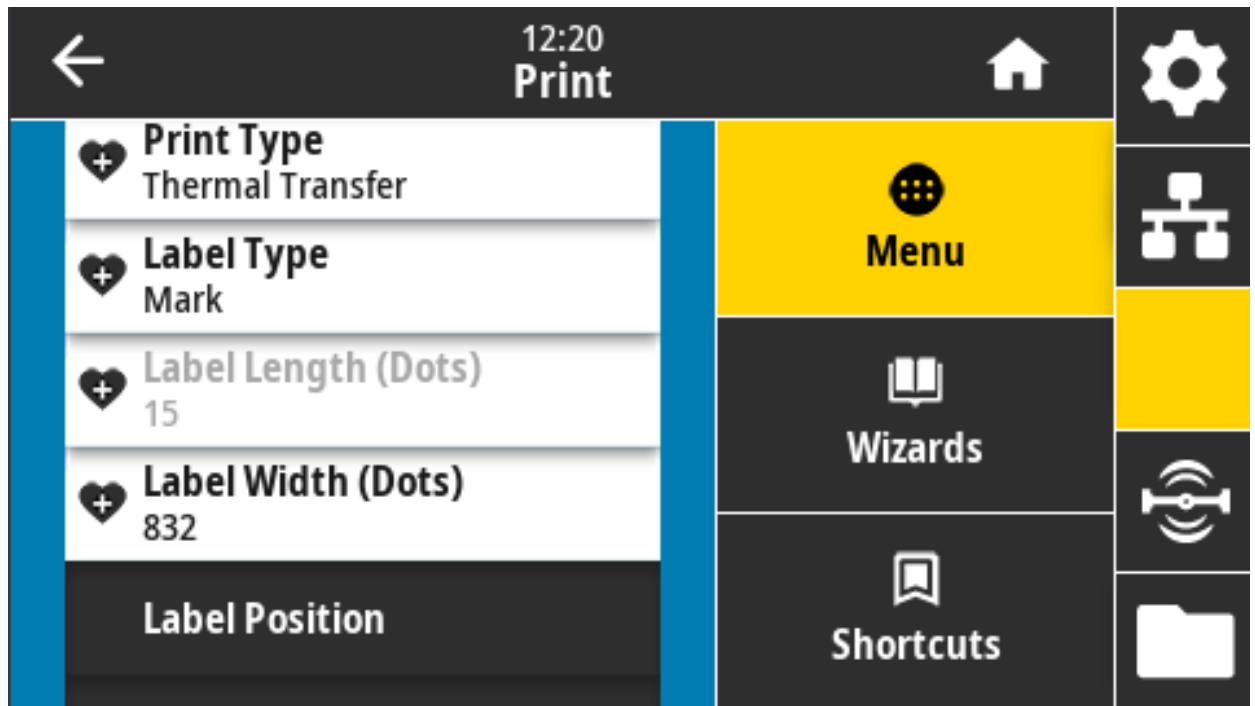 12:20
Print
Print Type
Thermal Transfer
Label Type
Mark
Label Length (Dots)
15
Label Width (Dots)
832
Label Position
Menu
Wizards
Shortcuts